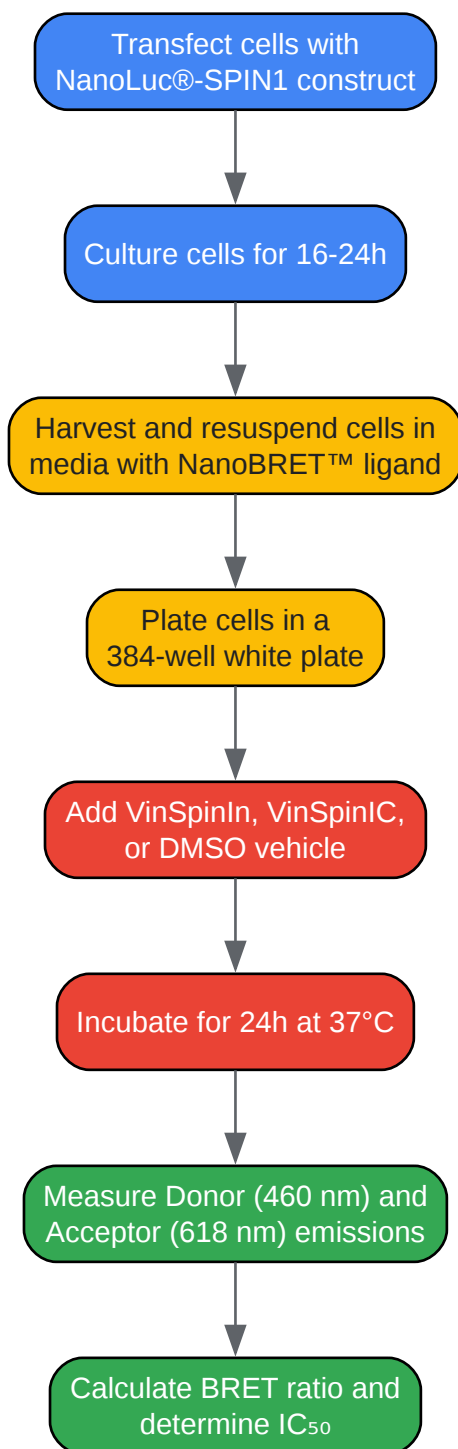 Transfect cells with
NanoLuc®-SPIN1 construct
Culture cells for 16-24h
Harvest and resuspend cells in
media with NanoBRET™ ligand
Plate cells in a
384-well white plate
Add VinSpinIn, VinSpinIC,
or DMSO vehicle
Incubate for 24h at 37°C
Measure Donor (460 nm) and
Acceptor (618 nm) emissions
Calculate BRET ratio and
determine IC₅₀